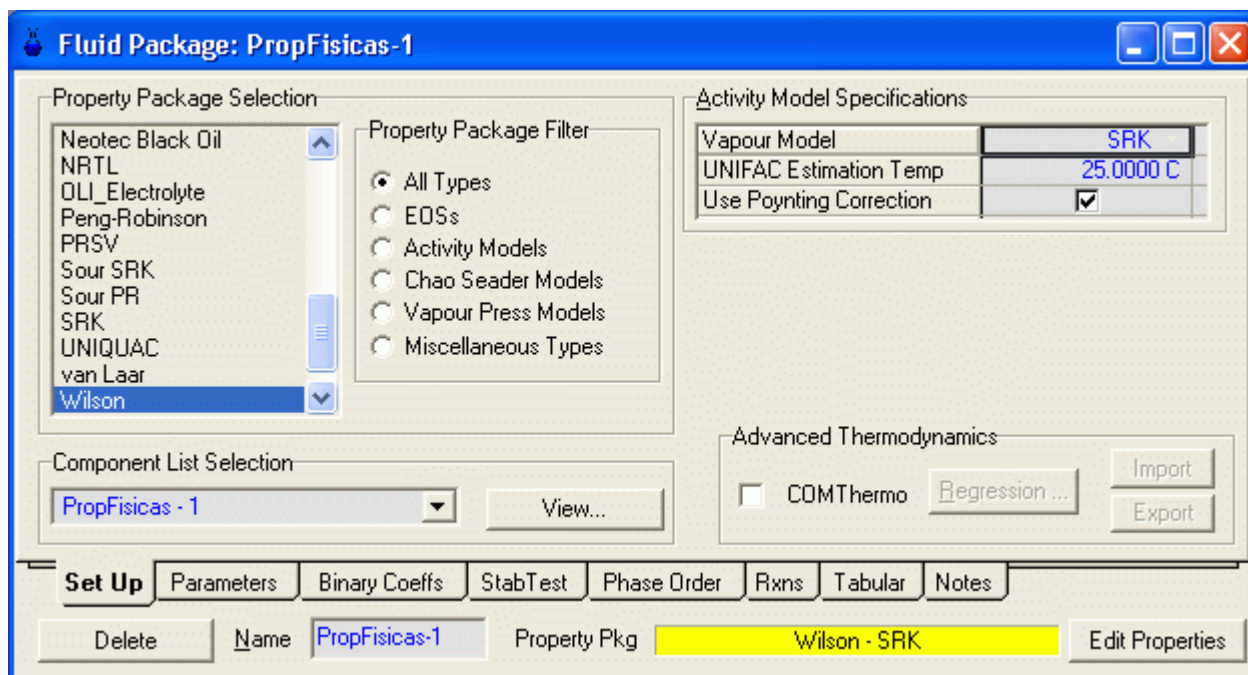 Fluid Package: PropFisicas-1
Property Package Selection
Neotec Black Oil
NRTL
OLI_Electrolyte
Peng-Robinson
PRSV
Sour SRK
Sour PR
SRK
UNIQUAC
van Laar
Wilson
Property Package Filter
All Types
EOSs
Activity Models
Chao Seader Models
Vapour Press Models
Miscellaneous Types
Activity Model Specifications
Vapour Model SRK
UNIFAC Estimation Temp 25.0000 C
Use Poynting Correction
Component List Selection
PropFisicas - 1
View...
Advanced Thermodynamics
COMThermo
Regression ...
Import
Export
Set Up Parameters Binary Coeffs StabTest Phase Order Rxns Tabular Notes
Delete Name PropFisicas-1 Property Pkg Wilson - SRK Edit Properties